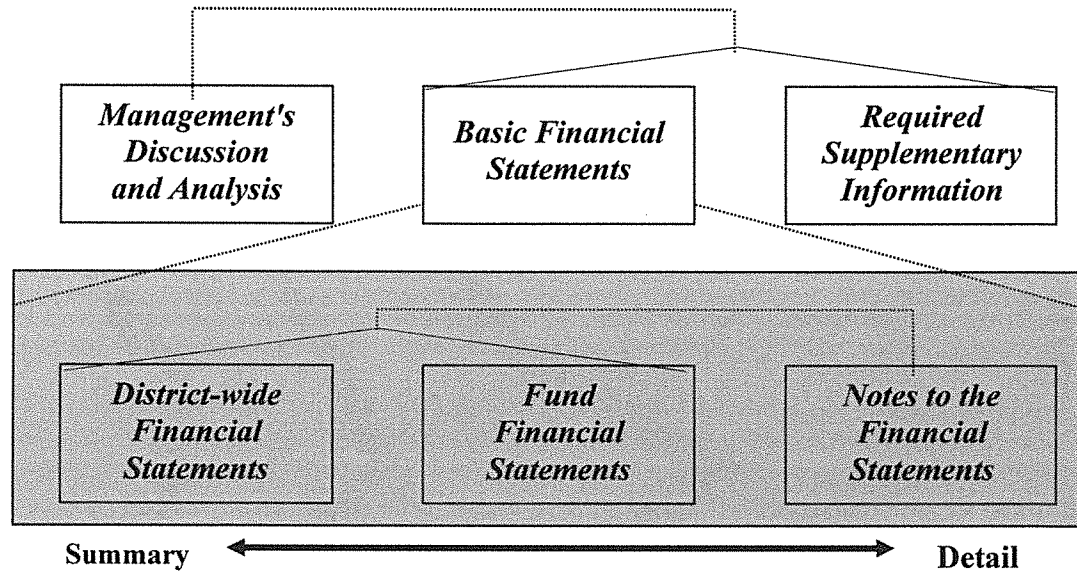 Management's
Discussion
and Analysis
Basic Financial
Statements
Required
Supplementary
Information
District-wide
Financial
Statements
Fund
Financial
Statements
Notes to the
Financial
Statements
Summary
Detail